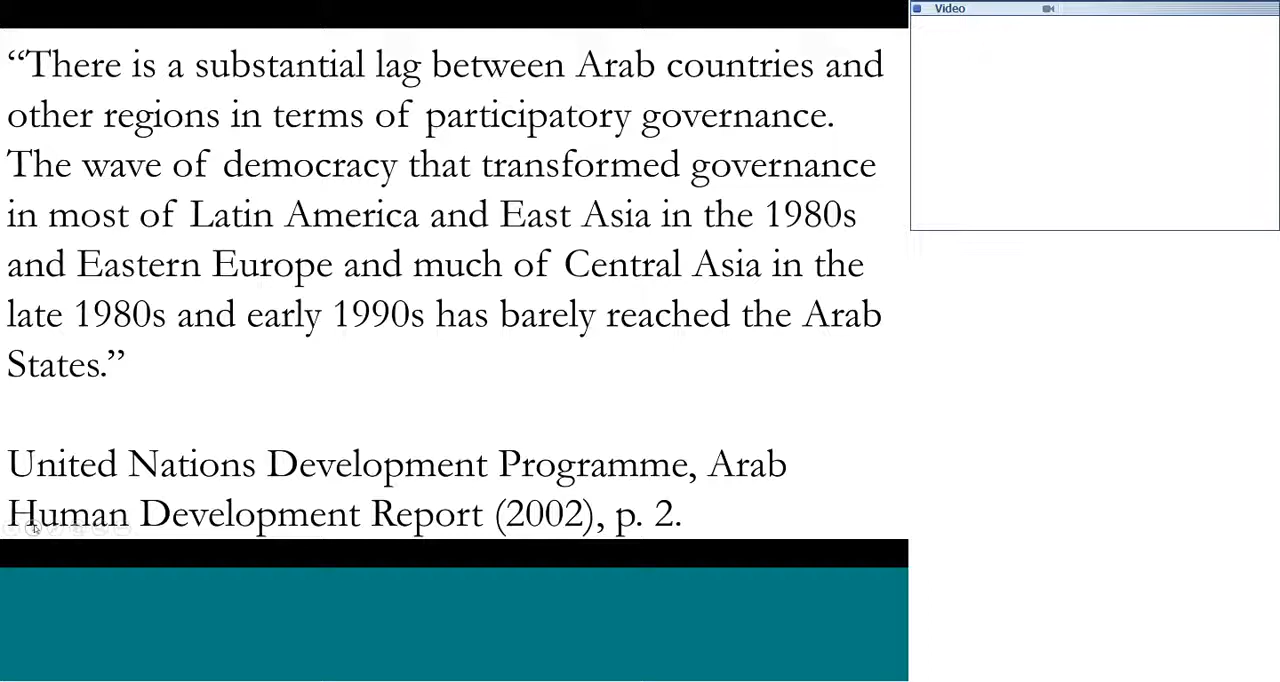 Video
“There is a substantial lag between Arab countries and
other regions in terms of participatory governance.
The wave of democracy that transformed governance
in most of Latin America and East Asia in the 1980s
and Eastern Europe and much of Central Asia in the
late 1980s and early 1990s has barely reached the Arab
States.”
United Nations Development Programme, Arab
Human Development Report (2002), p. 2.